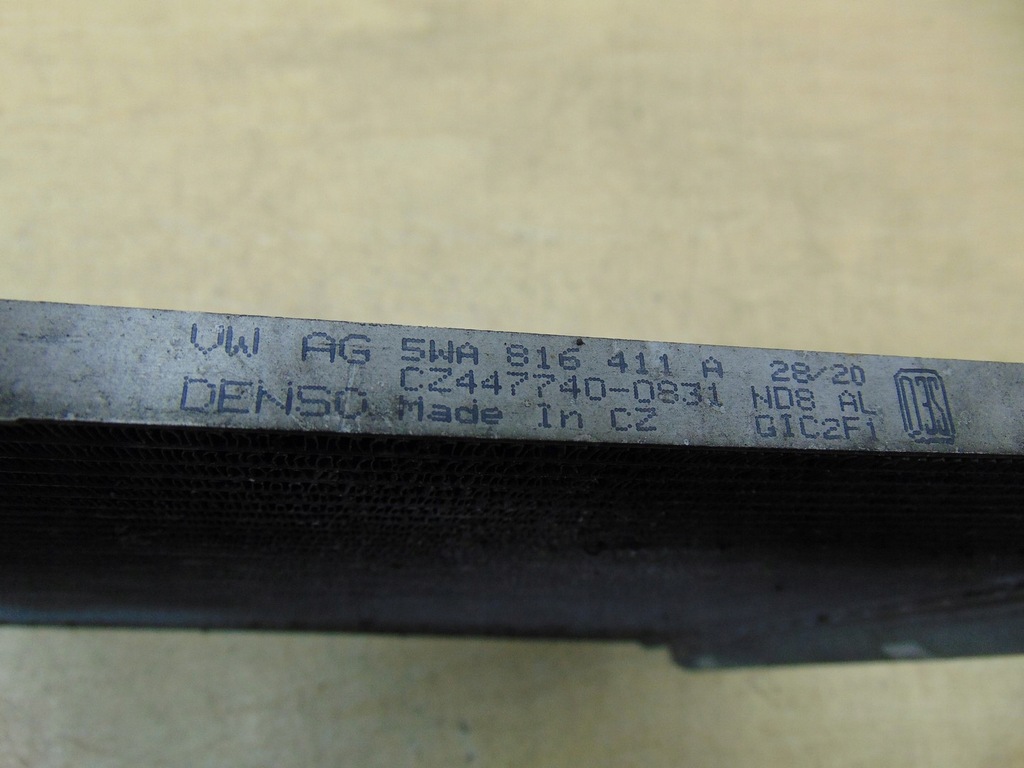 VW AG 5WA 816 411 A 28/20
CZ447740-0831 ND8 AL
DENSO Made In CZ GIC2Fi